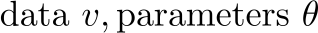 data v, parameters θ